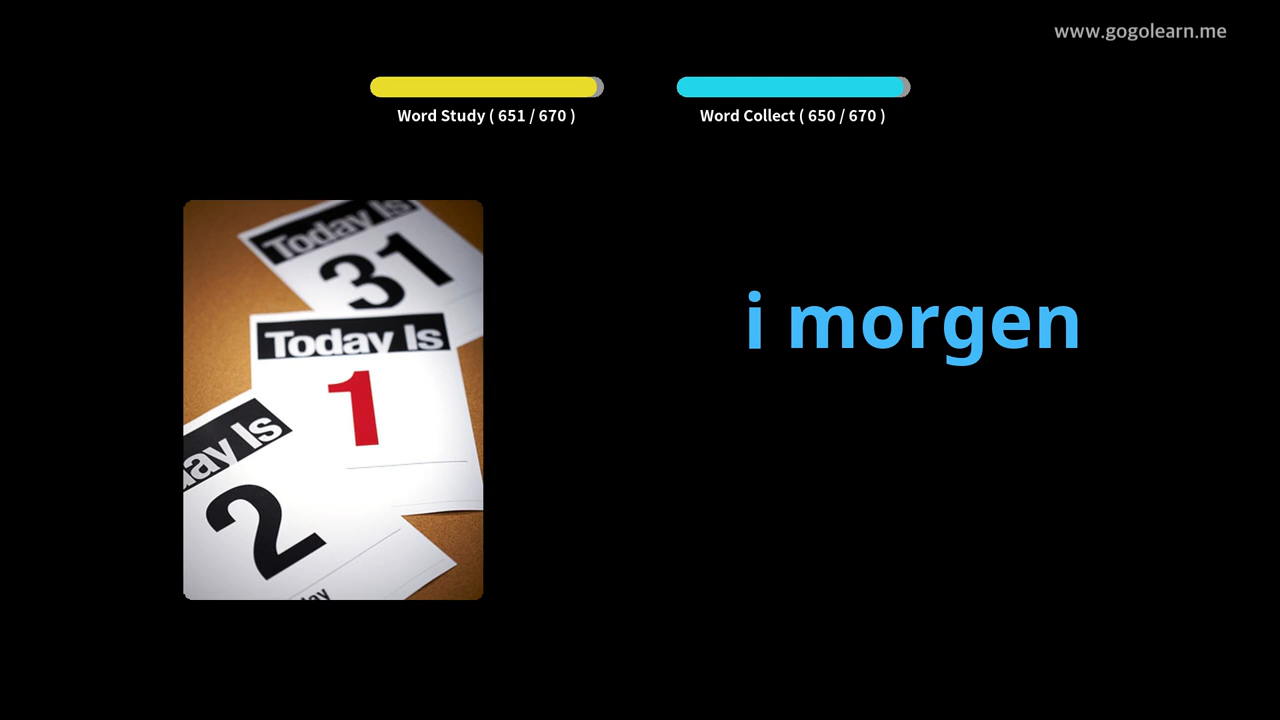 www.gogolearn.me
Word Study ( 651 / 670 )
Word Collect ( 650 / 670 )
Today Is
31
Today Is
1
i morgen
ay Is
2
ay